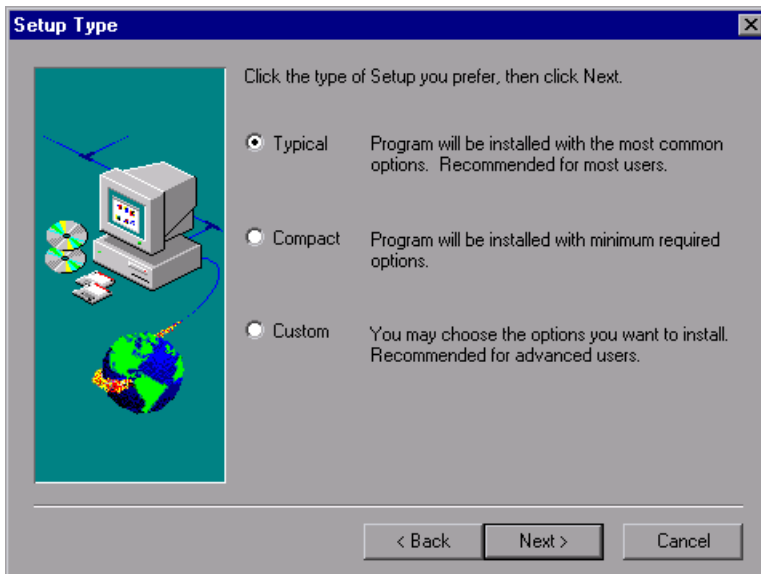 Setup Type
Click the type of Setup you prefer, then click Next.
Typical
Program will be installed with the most common
options.  Recommended for most users.
Compact
Program will be installed with minimum required
options.
Custom
You may choose the options you want to install.
Recommended for advanced users.
< Back
Next >
Cancel